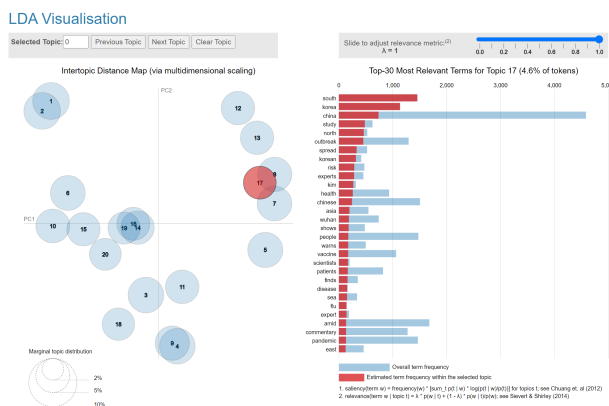 LDA Visualisation
Selected Topic: 0 Previous Topic Next Topic Clear Topic
Slide to adjust relevance metric:(2)
λ = 1
0.0 0.2 0.4 0.6 0.8 1.0
Intertopic Distance Map (via multidimensional scaling)
PC2
PC1
1
2
12
13
8
17
7
6
10
15
16
19
14
20
5
3
11
18
9
4
Marginal topic distribution
2%
5%
10%
Top-30 Most Relevant Terms for Topic 17 (4.6% of tokens)
0 1,000 2,000 3,000 4,000 5,0
south
korea
china
study
north
outbreak
spread
korean
risk
experts
kim
health
chinese
asia
wuhan
shows
people
warns
vaccine
scientists
patients
finds
disease
sea
flu
expert
amid
commentary
pandemic
east
Overall term frequency
Estimated term frequency within the selected topic
1. saliency(term w) = frequency(w) * [sum_t p(t | w) * log(p(t | w)/p(t))] for topics t; see Chuang et. al (2012)
2. relevance(term w | topic t) = λ * p(w | t) + (1 - λ) * p(w | t)/p(w); see Sievert & Shirley (2014)